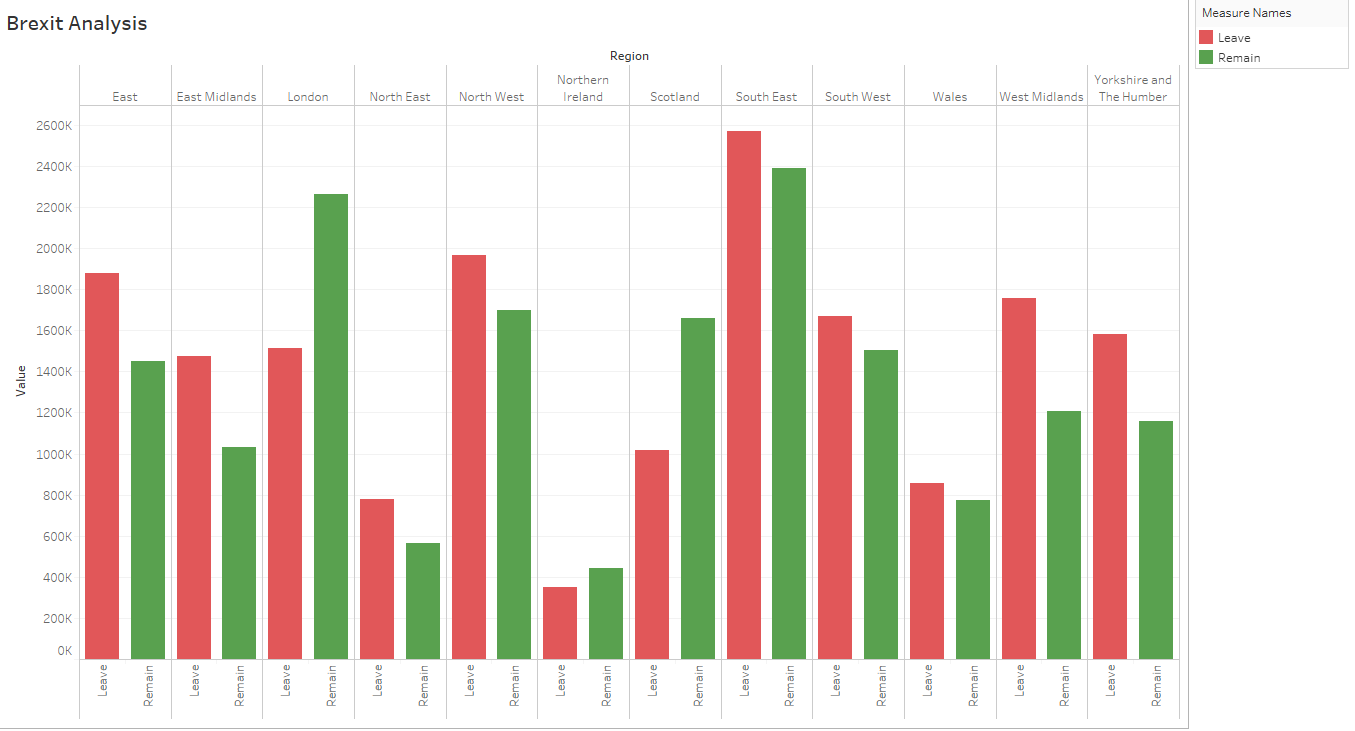 Brexit Analysis
Measure Names
Leave
Remain
Region
East
East Midlands
London
North East
North West
Northern
Ireland
Scotland
South East
South West
Wales
West Midlands
Yorkshire and
The Humber
2600K
2400K
2200K
2000K
1800K
1600K
1400K
1200K
1000K
800K
600K
400K
200K
0K
Value
Leave
Remain
Leave
Remain
Leave
Remain
Leave
Remain
Leave
Remain
Leave
Remain
Leave
Remain
Leave
Remain
Leave
Remain
Leave
Remain
Leave
Remain
Leave
Remain